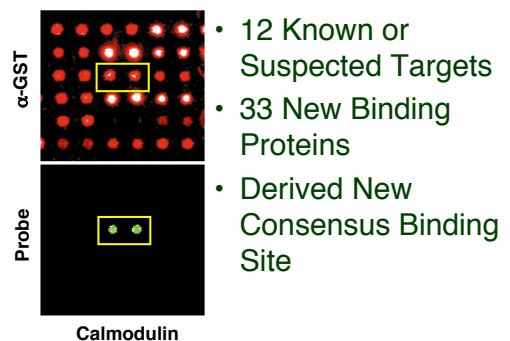 α-GST
Probe
Calmodulin
• 12 Known or
Suspected Targets
• 33 New Binding
Proteins
• Derived New
Consensus Binding
Site